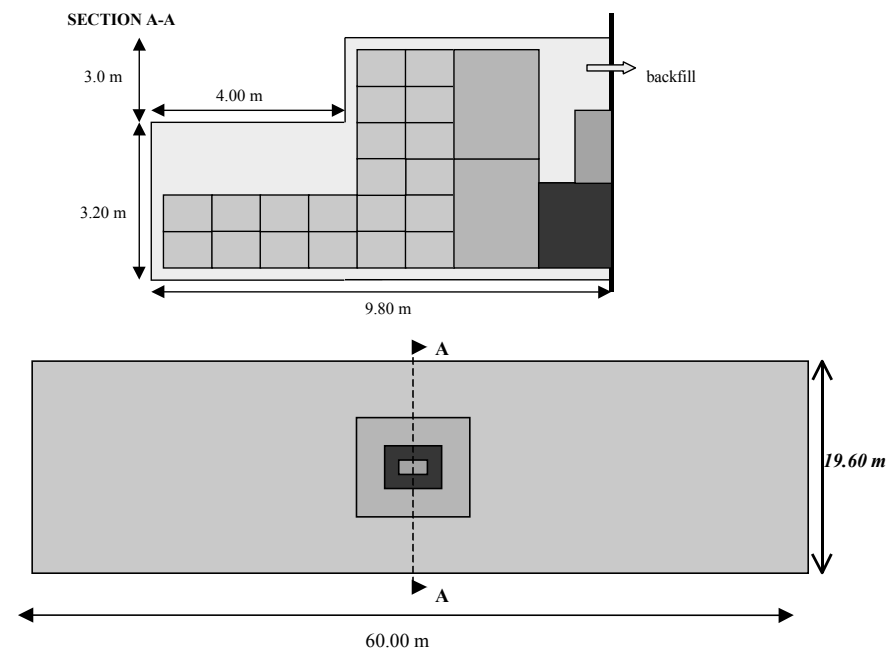 SECTION A-A
3.0 m
backfill
4.00 m
3.20 m
9.80 m
A
19.60 m
A
60.00 m